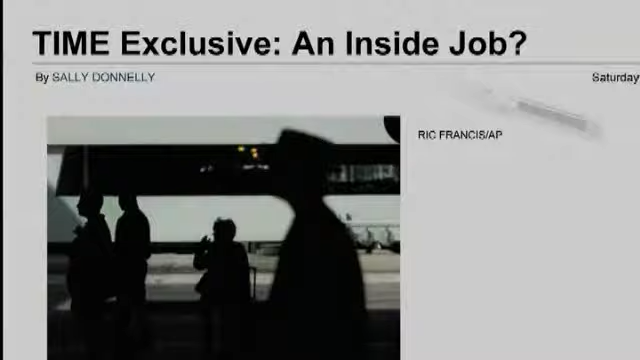 TIME Exclusive: An Inside Job?
By SALLY DONNELLY
Saturday
RIC FRANCIS/AP